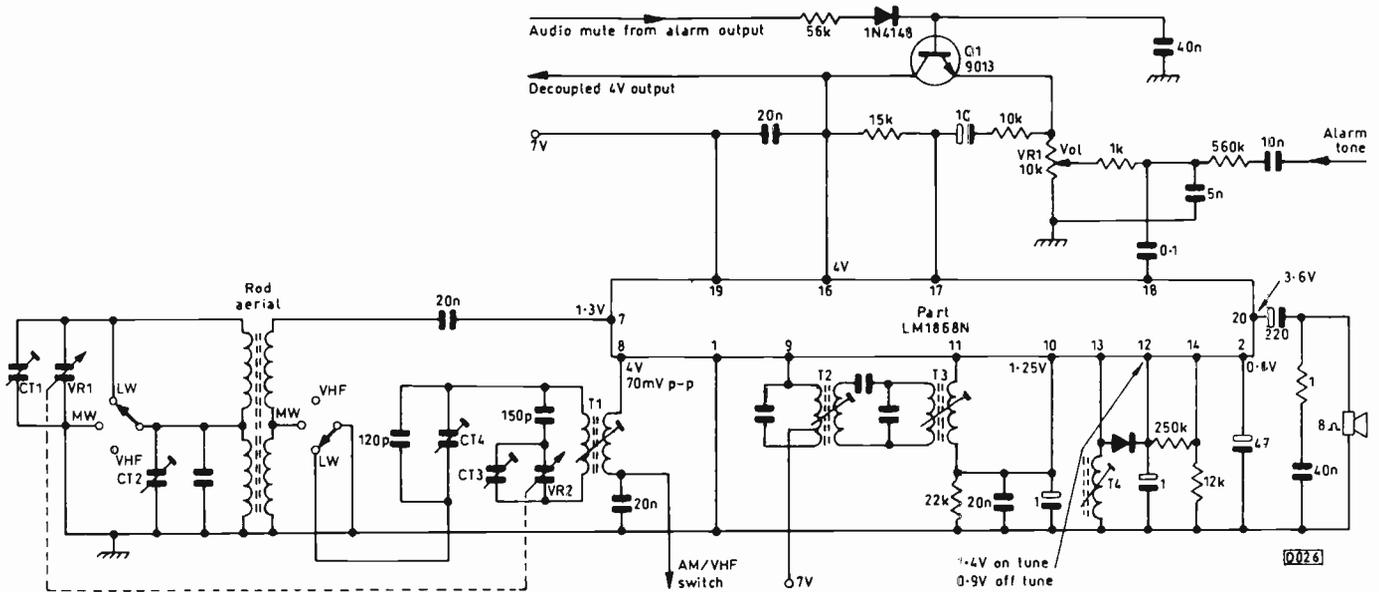 Audio mute from alarm output
56k
1N4148
Q1
9013
40n
Decoupled 4V output
7V
20n
15k
10k
VR1
10k
Vol
1k
560k
10n
Alarm
tone
5n
0·1
4V
19
16
17
18
Rod
aerial
20n
1·3V
7
Part
LM1868N
20
3·6V
220
8
4V
70mV p-p
1
9
11
10
1·25V
13
12
14
2
CT1
VR1
LW
MW
VHF
CT2
VHF
MW
LW
120p
CT4
150p
CT3
VR2
T1
20n
T2
T3
22k
20n
1
T4
1
250k
12k
47
1
40n
8Ω
AM/VHF
switch
7V
on tune
0·9V off tune
D026